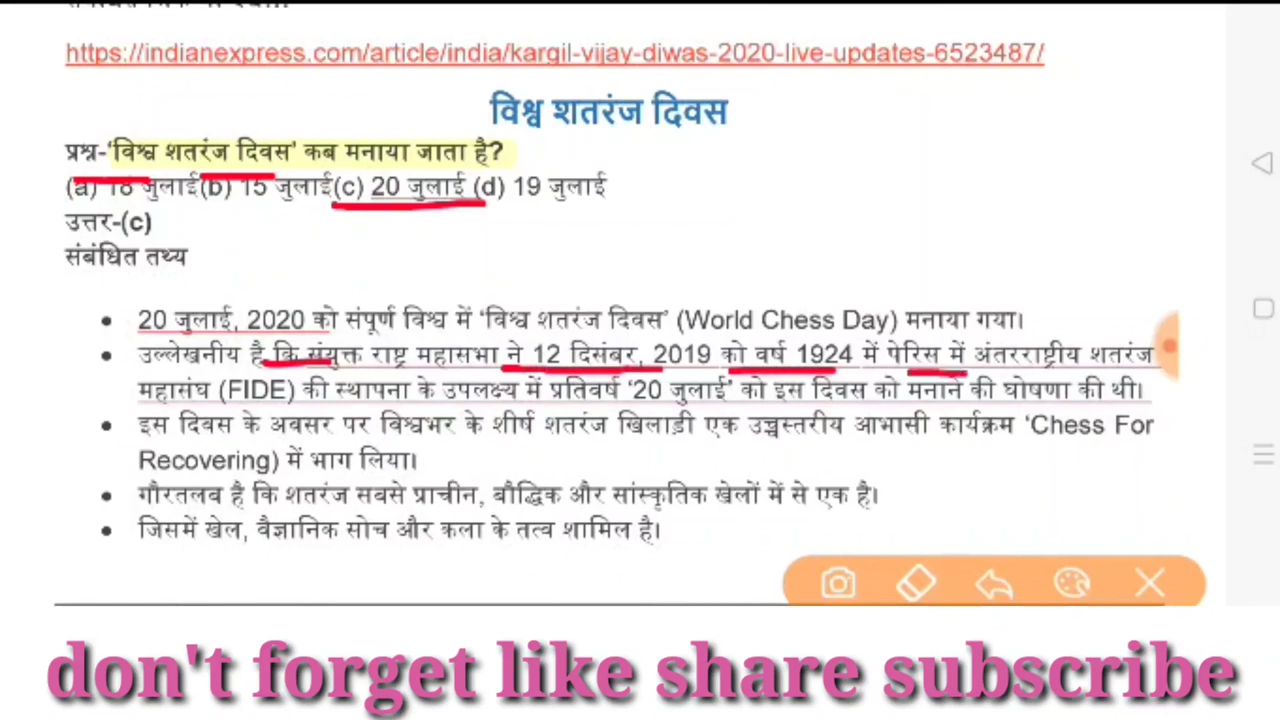 https://indianexpress.com/article/india/kargil-vijay-diwas-2020-live-updates-6523487/
विश्व शतरंज दिवस
प्रश्न-‘विश्व शतरंज दिवस’ कब मनाया जाता है?
(a) 18 जुलाई(b) 15 जुलाई(c) 20 जुलाई (d) 19 जुलाई
उत्तर-(c)
संबंधित तथ्य
• 20 जुलाई, 2020 को संपूर्ण विश्व में ‘विश्व शतरंज दिवस’ (World Chess Day) मनाया गया।
• उल्लेखनीय है कि संयुक्त राष्ट्र महासभा ने 12 दिसंबर, 2019 को वर्ष 1924 में पेरिस में अंतरराष्ट्रीय शतरंज
महासंघ (FIDE) की स्थापना के उपलक्ष्य में प्रतिवर्ष ‘20 जुलाई’ को इस दिवस को मनाने की घोषणा की थी।
• इस दिवस के अवसर पर विश्वभर के शीर्ष शतरंज खिलाड़ी एक उच्चस्तरीय आभासी कार्यक्रम ‘Chess For
Recovering) में भाग लिया।
• गौरतलब है कि शतरंज सबसे प्राचीन, बौद्धिक और सांस्कृतिक खेलों में से एक है।
• जिसमें खेल, वैज्ञानिक सोच और कला के तत्व शामिल है।
don't forget like share subscribe